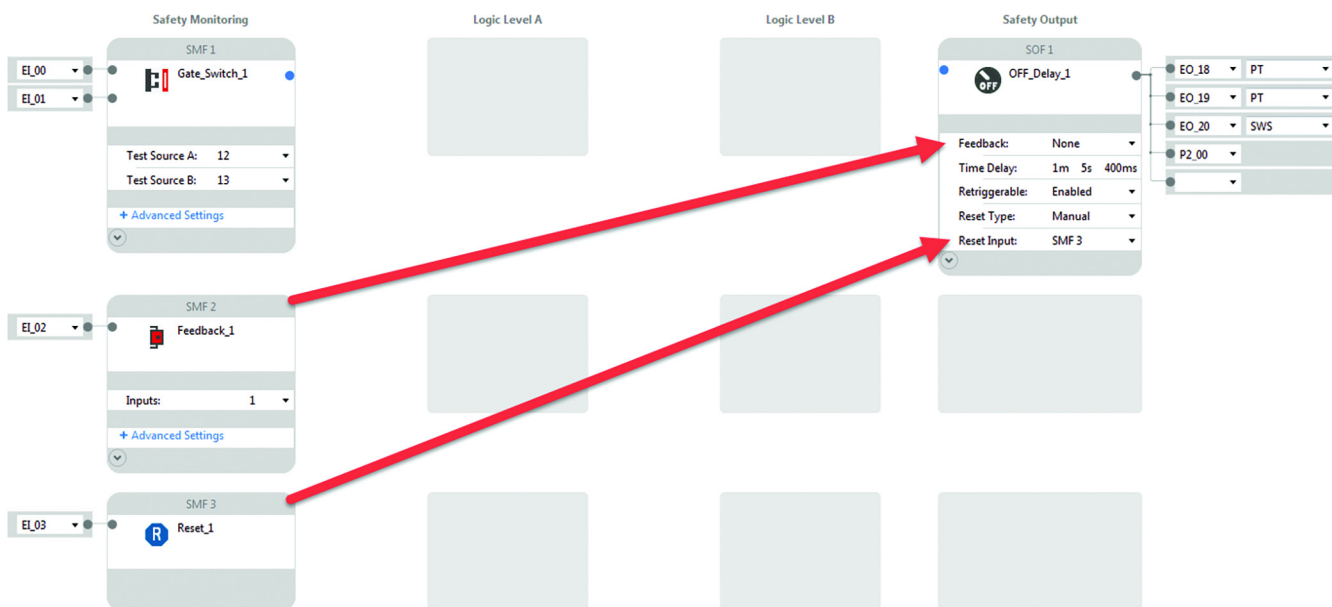 Safety Monitoring
Logic Level A
Logic Level B
Safety Output
SMF 1
EI_00
EI_01
Gate_Switch_1
Test Source A: 12
Test Source B: 13
+ Advanced Settings
SOF 1
OFF
OFF_Delay_1
Feedback: None
Time Delay: 1m 5s 400ms
Retriggerable: Enabled
Reset Type: Manual
Reset Input: SMF 3
EO_18 PT
EO_19 PT
EO_20 SWS
P2_00
SMF 2
EI_02
Feedback_1
Inputs: 1
+ Advanced Settings
SMF 3
EI_03
R
Reset_1